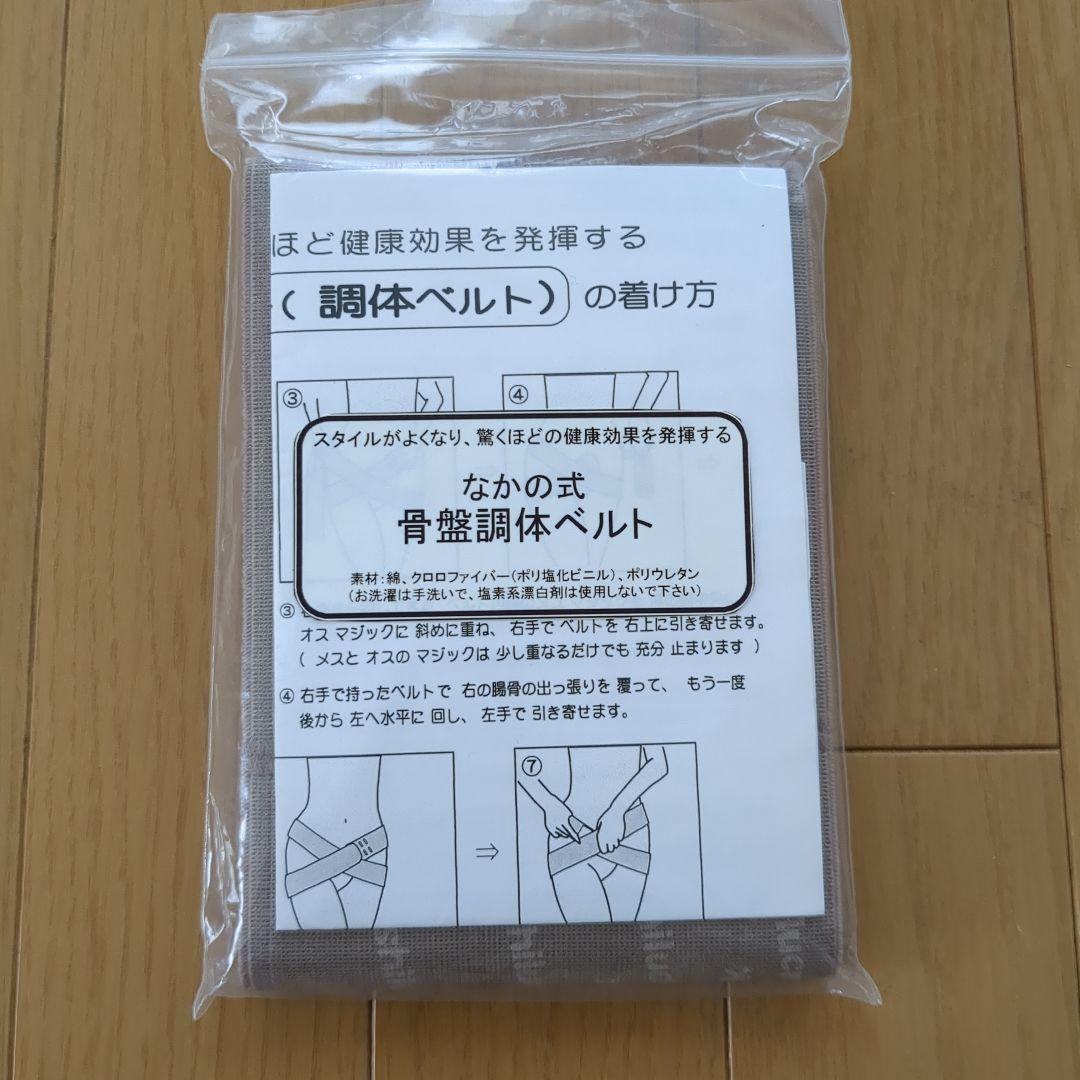 ほど健康効果を発揮する
( 調体ベルト) の着け方
③
④
スタイルがよくなり、驚くほどの健康効果を発揮する
なかの式
骨盤調体ベルト
素材：綿、クロロファイバー（ポリ塩化ビニル）、ポリウレタン
（お洗濯は手洗いで、塩素系漂白剤は使用しないで下さい）
③
オス マジックに 斜めに重ね、 右手で ベルトを 右上に引き寄せます。
( メスと オスの マジックは 少し重なるだけでも 充分 止まります )
④ 右手で持ったベルトで 右の腸骨の出っ張りを 覆って、 もう一度
後から 左へ水平に 回し、 左手で 引き寄せます。
⇒
⑦